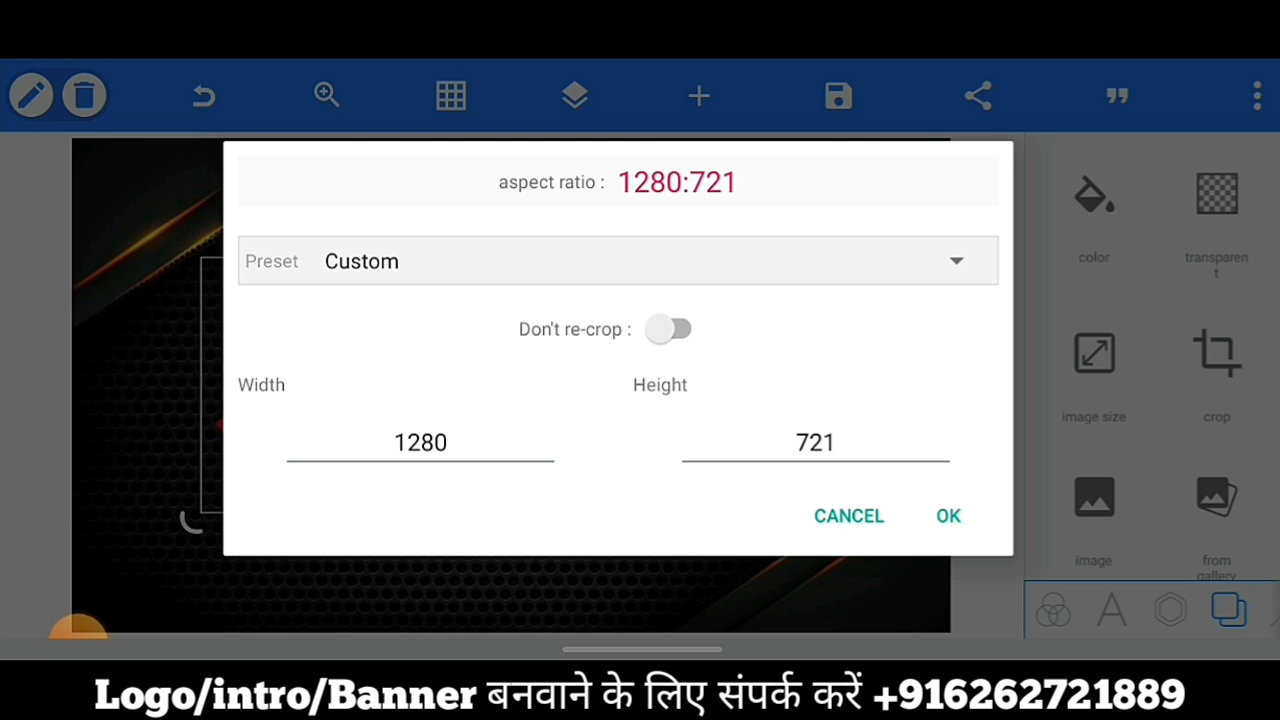 aspect ratio : 1280:721
Preset Custom
Don't re-crop :
Width Height
1280 721
CANCEL OK
color transparen
t
image size crop
image from
gallery
Logo/intro/Banner बनवाने के लिए संपर्क करें +916262721889